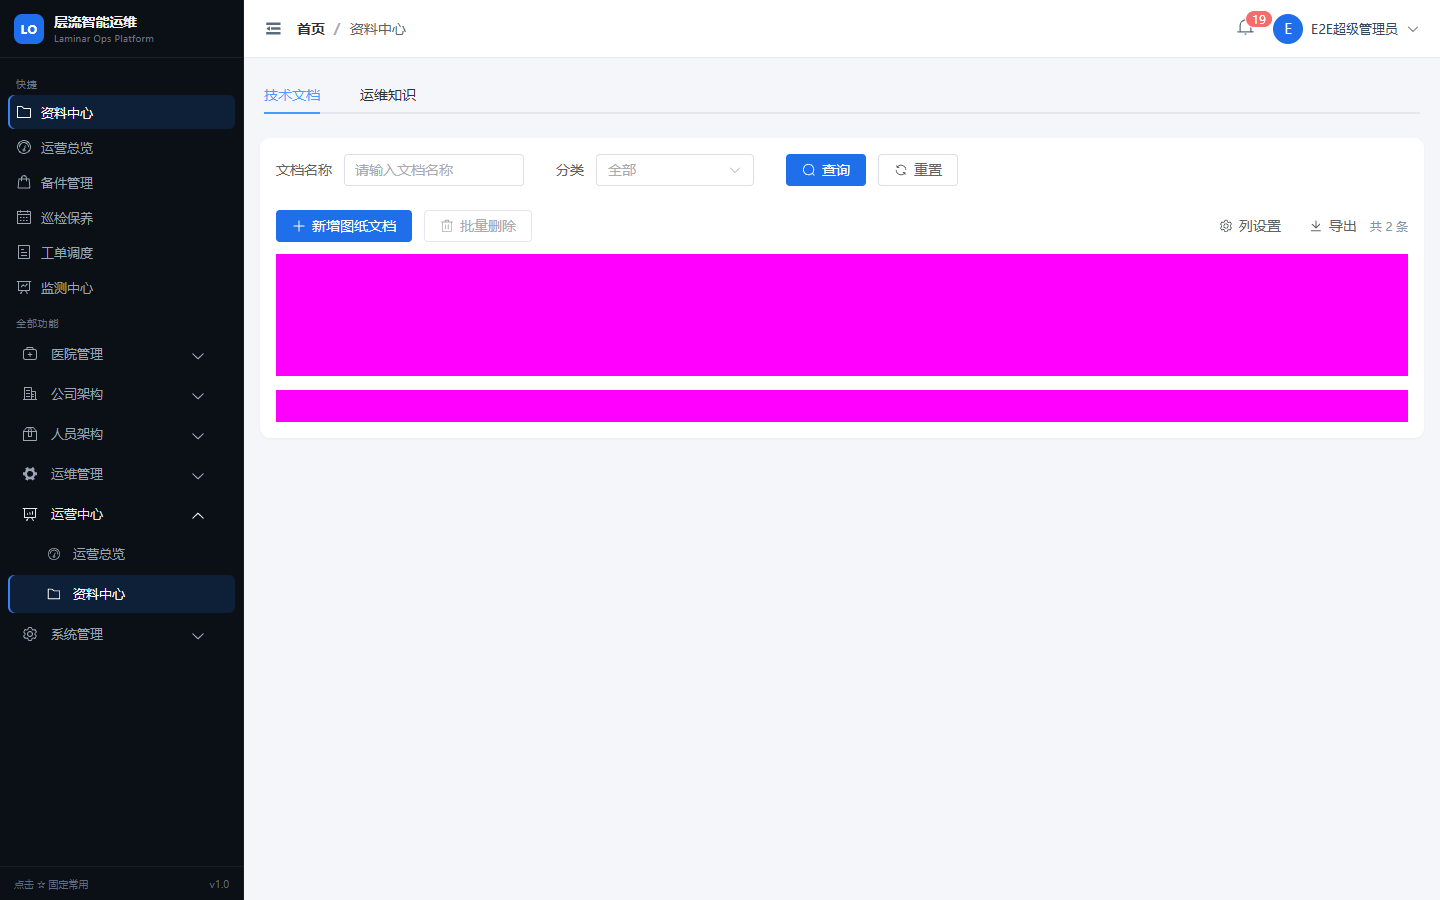 LO
层流智能运维
Laminar Ops Platform
快捷
资料中心
运营总览
备件管理
巡检保养
工单调度
监测中心
全部功能
医院管理
公司架构
人员架构
运维管理
运营中心
运营总览
资料中心
系统管理
点击 ☆ 固定常用 v1.0
首页 / 资料中心
19
E
E2E超级管理员
技术文档 运维知识
文档名称 请输入文档名称 分类 全部 查询 重置
新增图纸文档 批量删除 列设置 导出 共 2 条